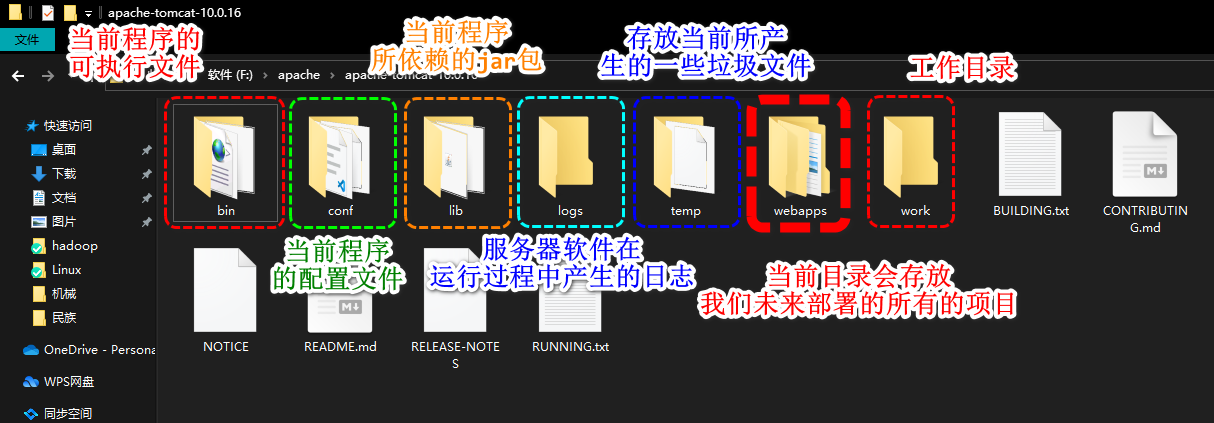 apache-tomcat-10.0.16
文件
当前程序的
可执行文件
当前程序
所依赖的jar包
存放当前所产
生的一些垃圾文件
工作目录
软件 (F:) > apache > apache-tomcat-10.0.16
快速访问
桌面
下载
文档
图片
hadoop
Linux
机械
民族
OneDrive - Persona
WPS网盘
同步空间
bin
conf
lib
logs
temp
webapps
work
BUILDING.txt
CONTRIBUTIN
G.md
当前程序
的配置文件
服务器软件在
运行过程中产生的日志
当前目录会存放
我们未来部署的所有的项目
NOTICE
README.md
RELEASE-NOTE
S
RUNNING.txt